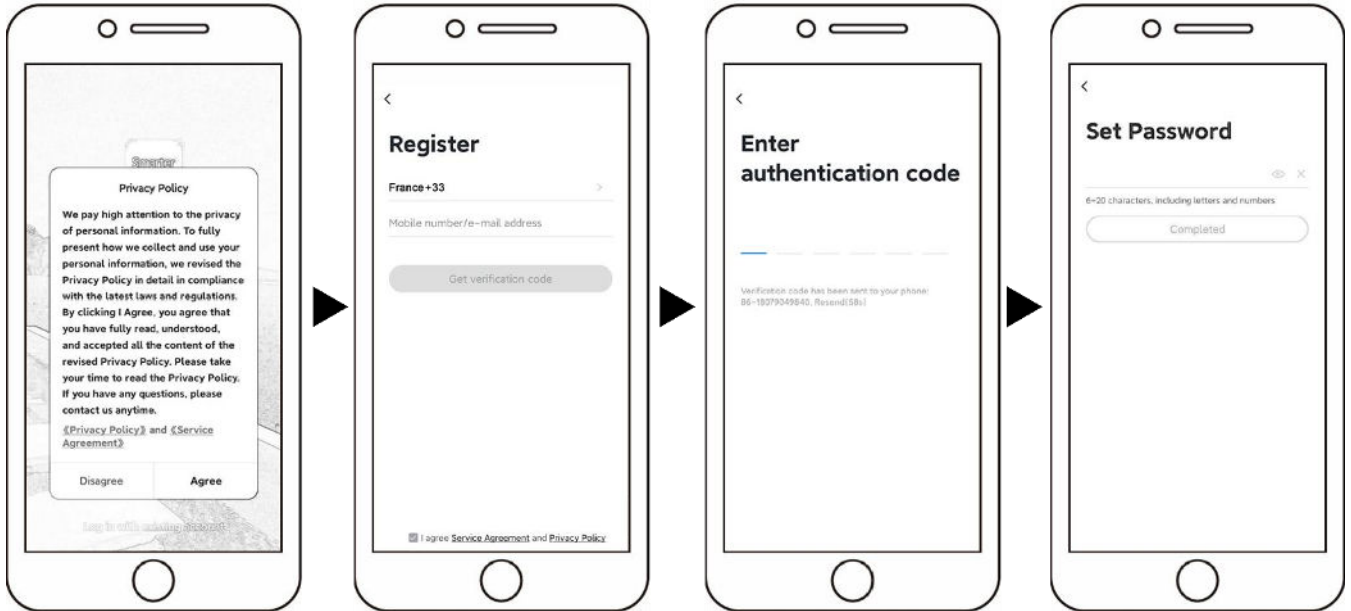 Smarter
Privacy Policy
We pay high attention to the privacy
of personal information. To fully
present how we collect and use your
personal information, we revised the
Privacy Policy in detail in compliance
with the latest laws and regulations.
By clicking I Agree, you agree that
you have fully read, understood,
and accepted all the content of the
revised Privacy Policy. Please take
your time to read the Privacy Policy.
If you have any questions, please
contact us anytime.
《Privacy Policy》 and 《Service
Agreement》
Disagree Agree
Log in with existing account
Register
France +33
Mobile number/e-mail address
Get verification code
I agree Service Agreement and Privacy Policy
Enter
authentication code
Verification code has been sent to your phone:
86-18079049840, Resend(58s)
Set Password
6-20 characters, including letters and numbers
Completed